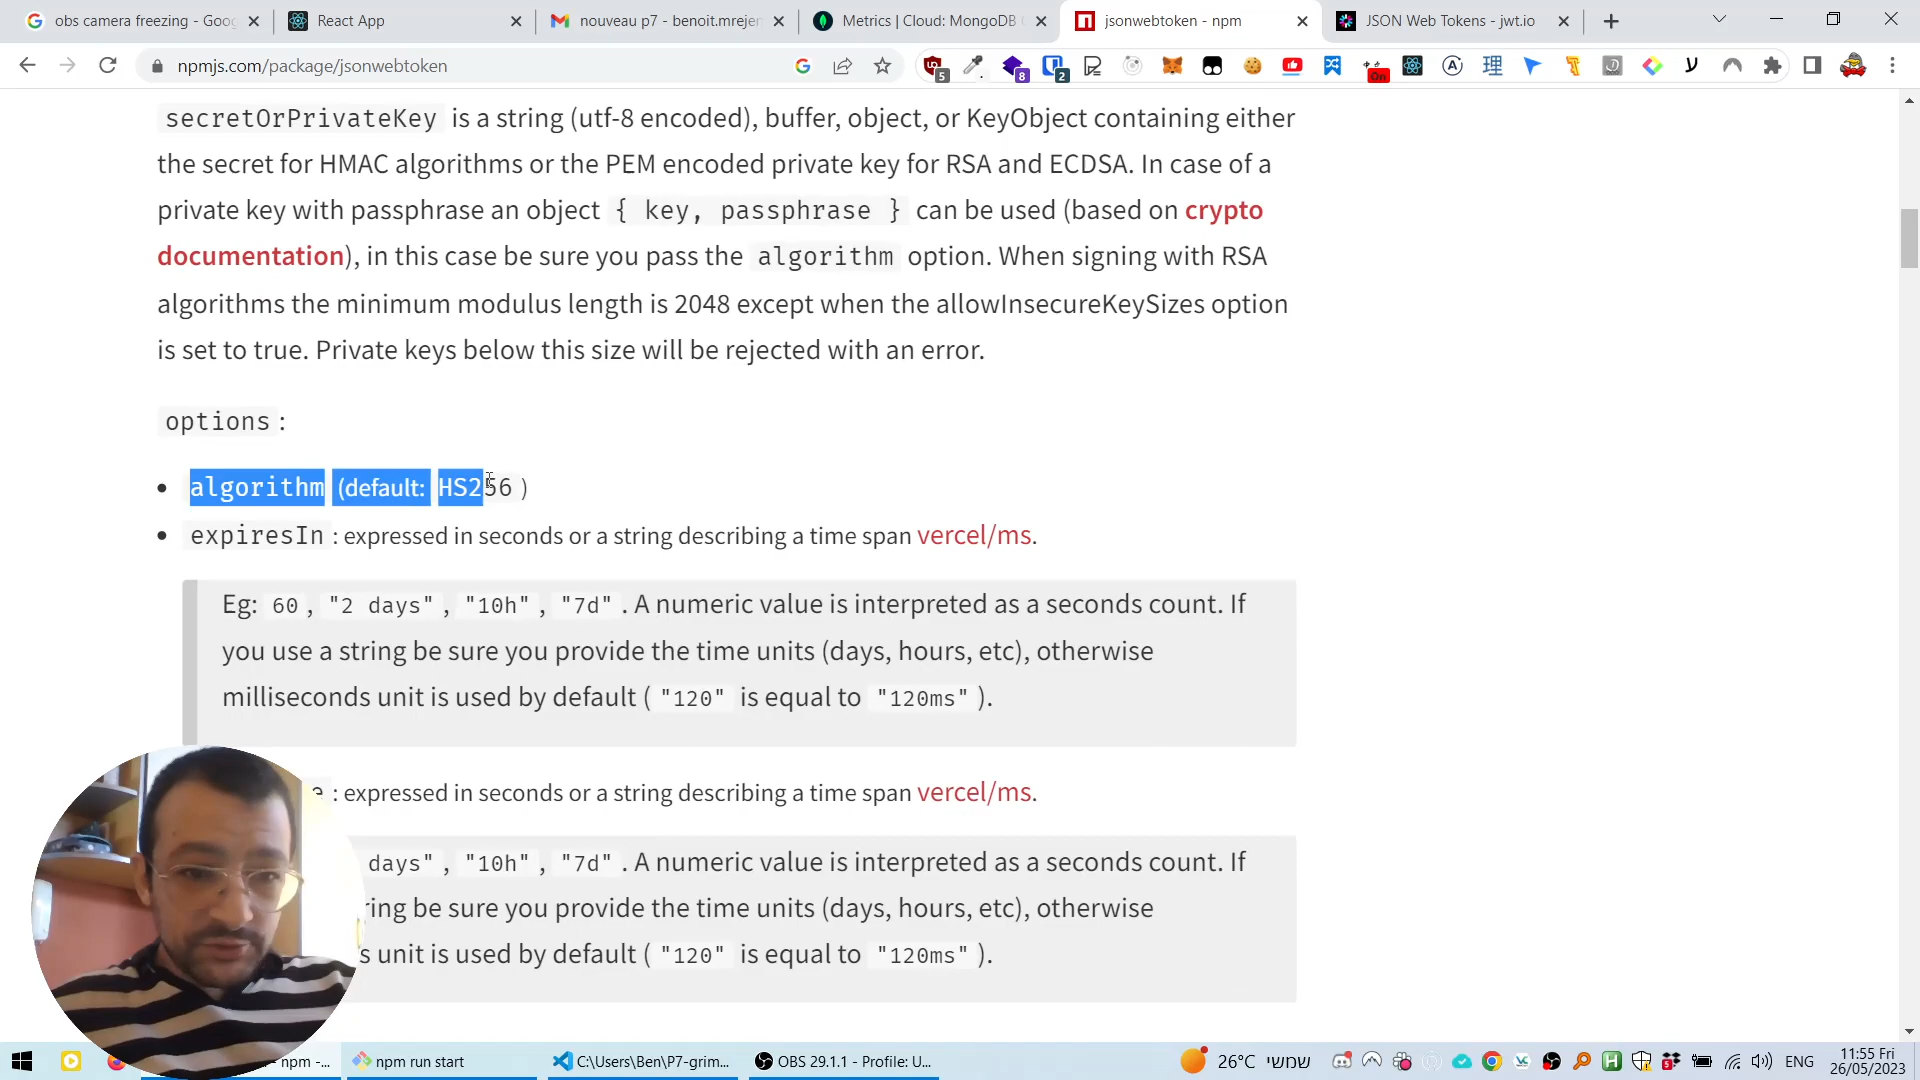 obs camera freezing - Goog
React App
nouveau p7 - benoit.mrejen
Metrics | Cloud: MongoDB C
jsonwebtoken - npm
JSON Web Tokens - jwt.io
npmjs.com/package/jsonwebtoken
5
8
2
On
secretOrPrivateKey is a string (utf-8 encoded), buffer, object, or KeyObject containing either
the secret for HMAC algorithms or the PEM encoded private key for RSA and ECDSA. In case of a
private key with passphrase an object { key, passphrase } can be used (based on crypto
documentation), in this case be sure you pass the algorithm option. When signing with RSA
algorithms the minimum modulus length is 2048 except when the allowInsecureKeySizes option
is set to true. Private keys below this size will be rejected with an error.
options:
• algorithm (default: HS256 )
• expiresIn : expressed in seconds or a string describing a time span vercel/ms.
Eg: 60, "2 days", "10h", "7d". A numeric value is interpreted as a seconds count. If
you use a string be sure you provide the time units (days, hours, etc), otherwise
milliseconds unit is used by default ( "120" is equal to "120ms" ).
e : expressed in seconds or a string describing a time span vercel/ms.
days", "10h", "7d". A numeric value is interpreted as a seconds count. If
ring be sure you provide the time units (days, hours, etc), otherwise
s unit is used by default ( "120" is equal to "120ms" ).
- npm -...
npm run start
C:\Users\Ben\P7-grim...
OBS 29.1.1 - Profile: U...
26°C שמשי
ENG
11:55 Fri
26/05/2023